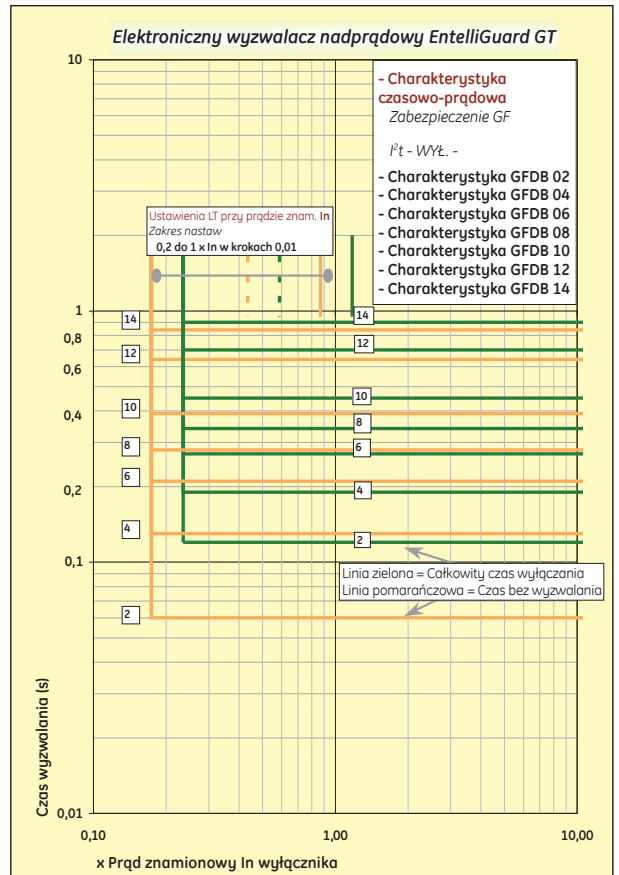 Elektroniczny wyzwalacz nadprądowy EntelliGuard GT
10
- Charakterystyka
czasowo-prądowa
Zabezpieczenie GF
I²t - WYŁ. -
- Charakterystyka GFDB 02
- Charakterystyka GFDB 04
- Charakterystyka GFDB 06
- Charakterystyka GFDB 08
- Charakterystyka GFDB 10
- Charakterystyka GFDB 12
- Charakterystyka GFDB 14
Ustawienia LT przy prądzie znam. In
Zakres nastaw
0,2 do 1 x In w krokach 0,01
1
14
14
0,8
12
12
0,6
10
10
0,4
8
8
6
6
0,2
4
4
2
0,1
Linia zielona = Całkowity czas wyłączania
Linia pomarańczowa = Czas bez wyzwalania
2
Czas wyzwalania (s)
0,01
0,10
1,00
10,00
x Prąd znamionowy In wyłącznika